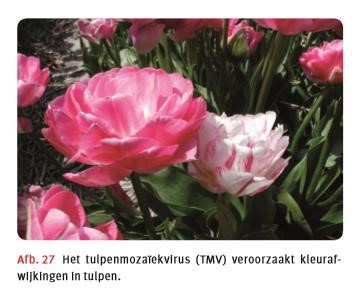 Afb. 27 Het tulpenmozaïekvirus (TMV) veroorzaakt kleuraf-
wijkingen in tulpen.